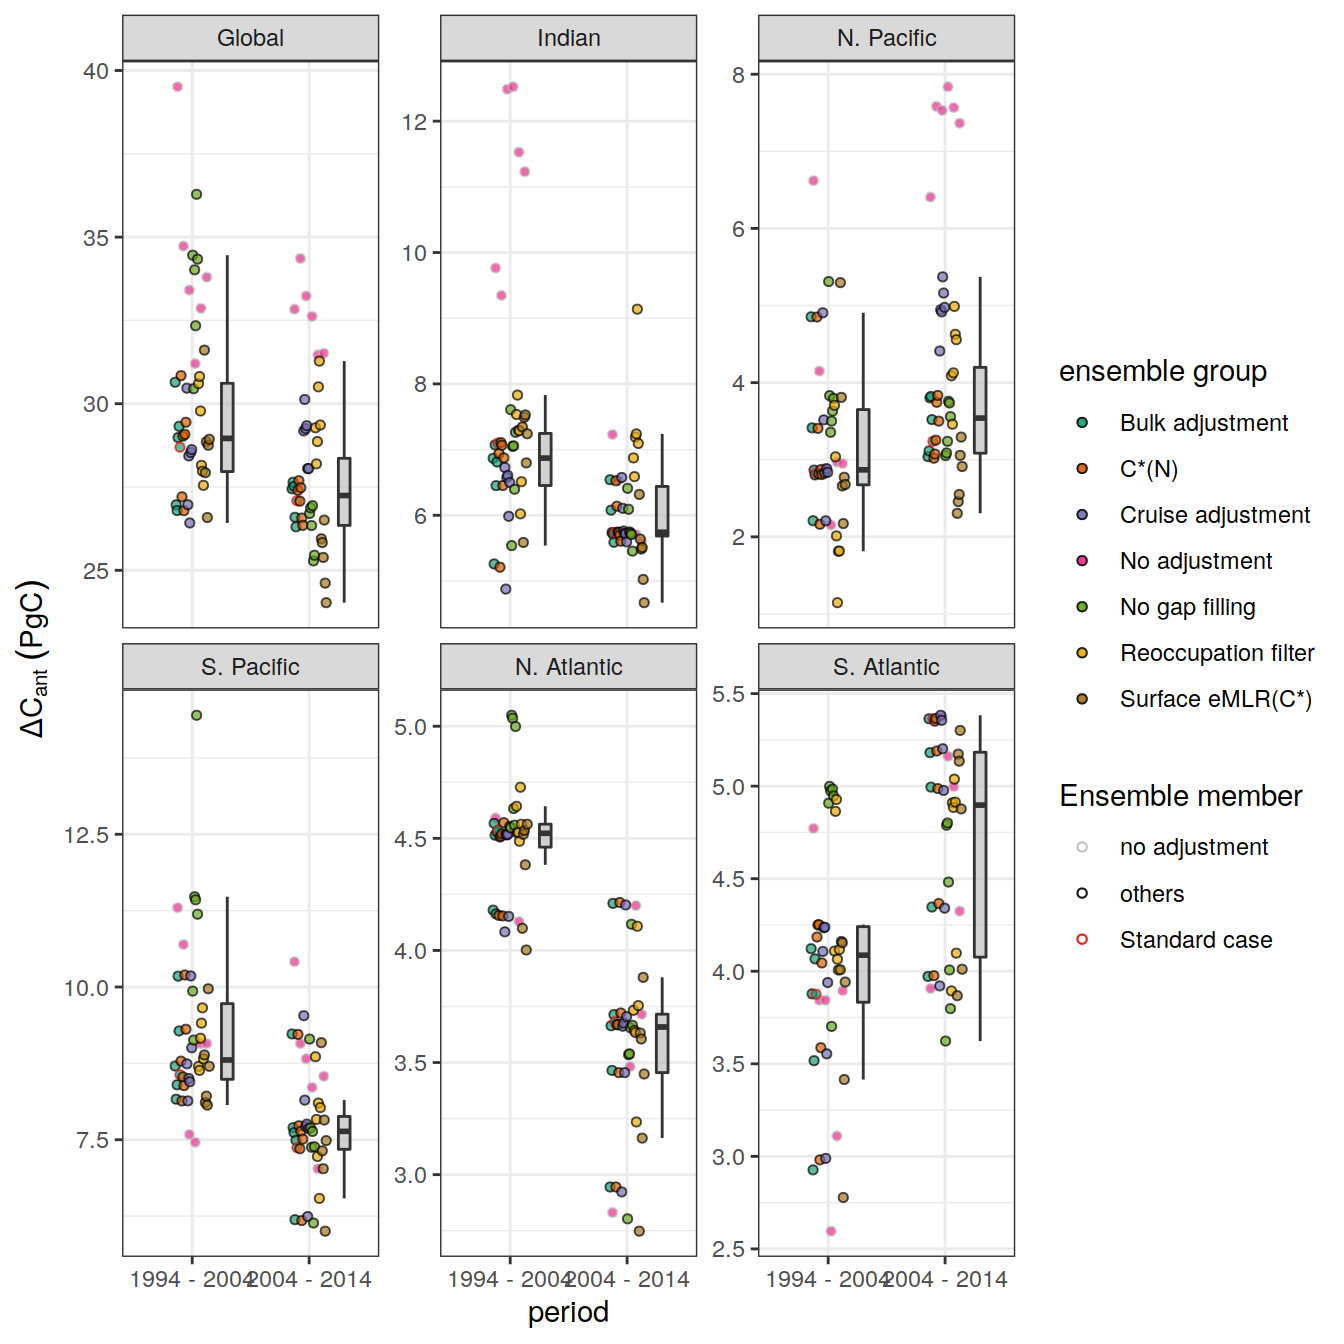 Global
Indian
N. Pacific
40
35
30
25
12
10
8
6
8
6
4
2
S. Pacific
N. Atlantic
S. Atlantic
12.5
10.0
7.5
5.0
4.5
4.0
3.5
3.0
5.5
5.0
4.5
4.0
3.5
3.0
2.5
1994 - 2004
2004 - 2014
1994 - 2004
2004 - 2014
1994 - 2004
2004 - 2014
period
ΔCant (PgC)
ensemble group
Bulk adjustment
C*(N)
Cruise adjustment
No adjustment
No gap filling
Reoccupation filter
Surface eMLR(C*)
Ensemble member
no adjustment
others
Standard case